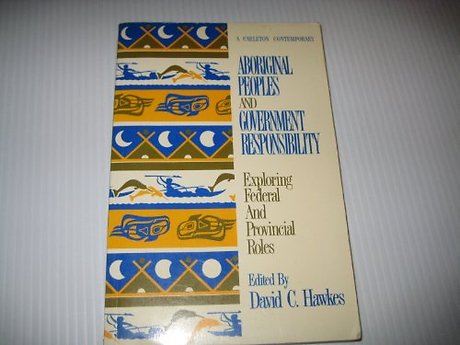 A CARLETON CONTEMPORARY
ABORIGINAL
PEOPLES
AND
GOVERNMENT
RESPONSIBILITY
Exploring
Federal
And
Provincial
Roles
Edited By
David C. Hawkes